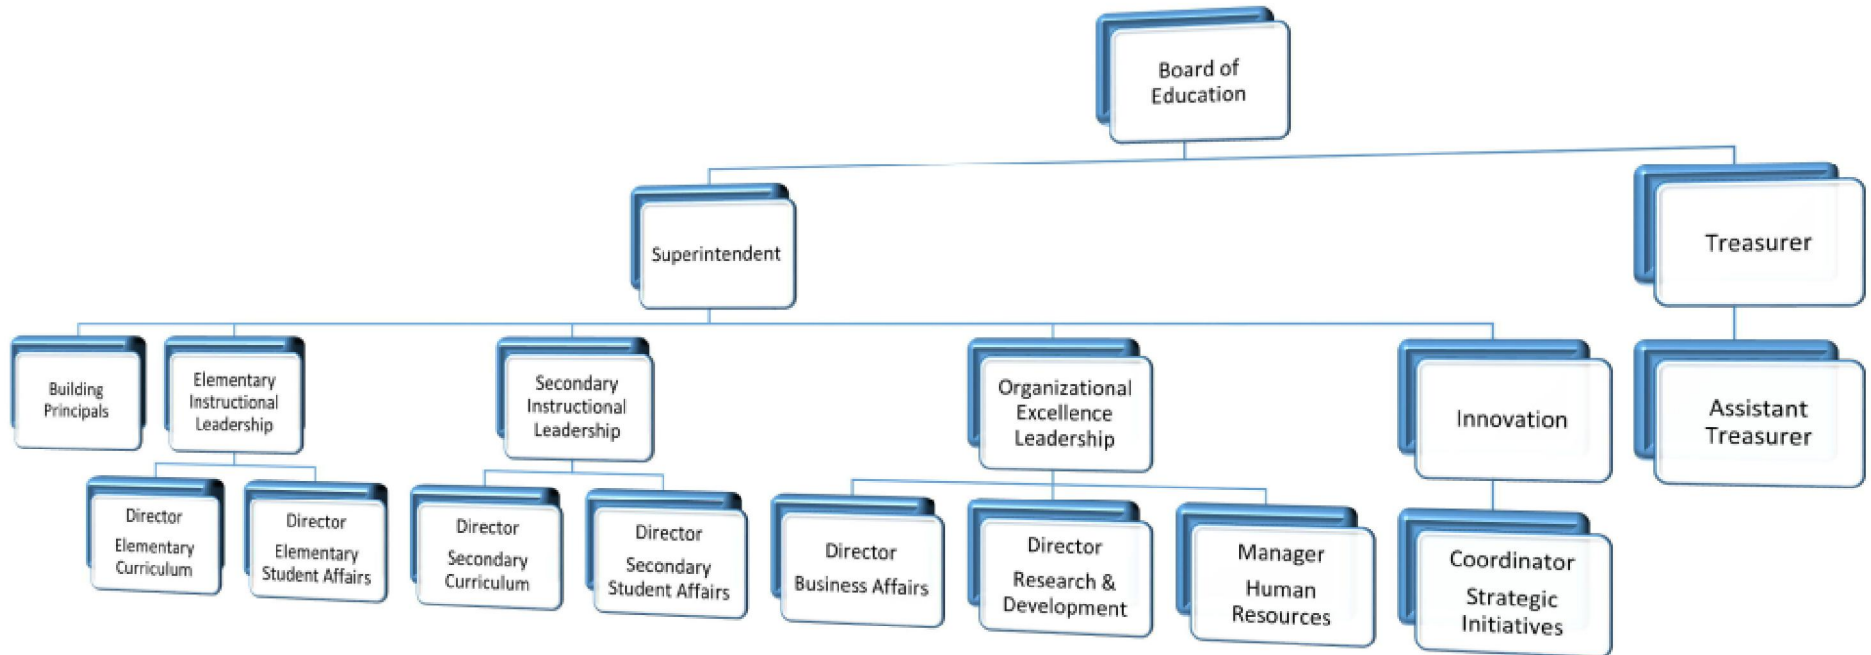 Board of
Education
Superintendent
Treasurer
Building
Principals
Elementary
Instructional
Leadership
Secondary
Instructional
Leadership
Organizational
Excellence
Leadership
Innovation
Assistant
Treasurer
Director
Elementary
Curriculum
Director
Elementary
Student Affairs
Director
Secondary
Curriculum
Director
Secondary
Student Affairs
Director
Business Affairs
Director
Research &
Development
Manager
Human
Resources
Coordinator
Strategic
Initiatives